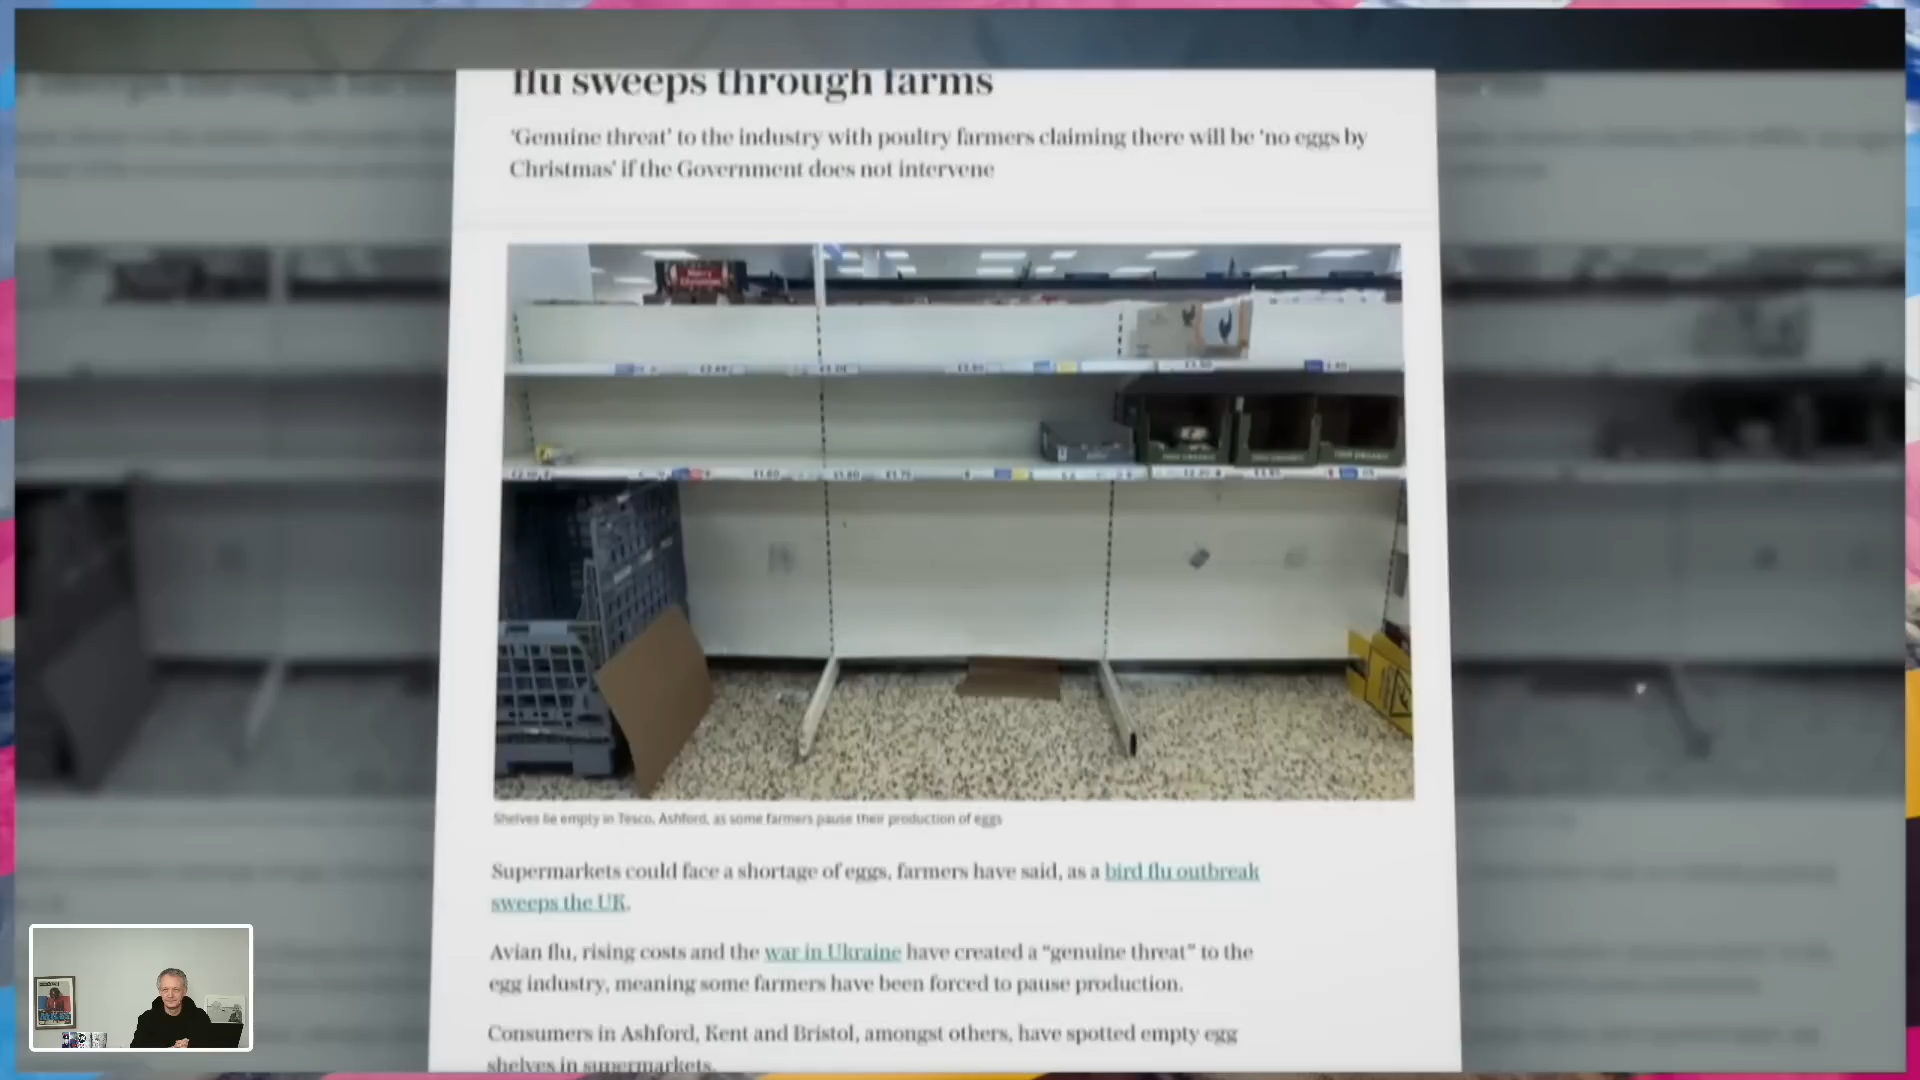 flu sweeps through farms
‘Genuine threat’ to the industry with poultry farmers claiming there will be ‘no eggs by
Christmas’ if the Government does not intervene
Merry
Christmas
Shelves lie empty in Tesco, Ashford, as some farmers pause their production of eggs
Supermarkets could face a shortage of eggs, farmers have said, as a bird flu outbreak
sweeps the UK.
Avian flu, rising costs and the war in Ukraine have created a “genuine threat” to the
egg industry, meaning some farmers have been forced to pause production.
Consumers in Ashford, Kent and Bristol, amongst others, have spotted empty egg
shelves in supermarkets.